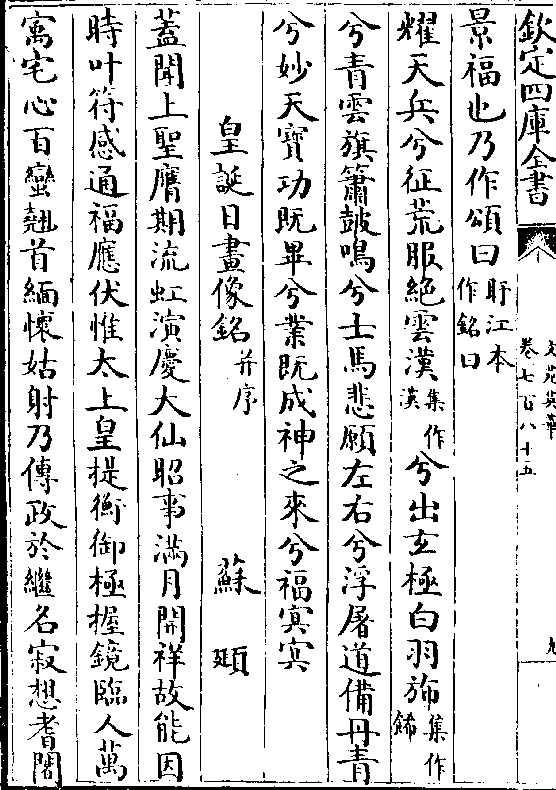 欽定四庫全書
文苑英華
卷七百八十五
九
景福也乃作頌曰盱江本
作銘曰
耀天兵兮征荒服絶雲漢集作
漠兮出玄極白羽旆集作
鏑
兮青雲旗簫鼓鳴兮士馬悲願左右兮浮屠道備丹青
兮妙天寳功既畢兮業既成神之來兮福冥冥
皇誕日畫像銘并序
蘇頲
蓋聞上聖膺期流虹演慶大仙昭事滿月開祥故能因
時叶符感通福應伏惟太上皇提衡御極握鏡臨人萬
寓宅心百蠻翹首緬懷姑射乃傳政於繼名寂想耆闍